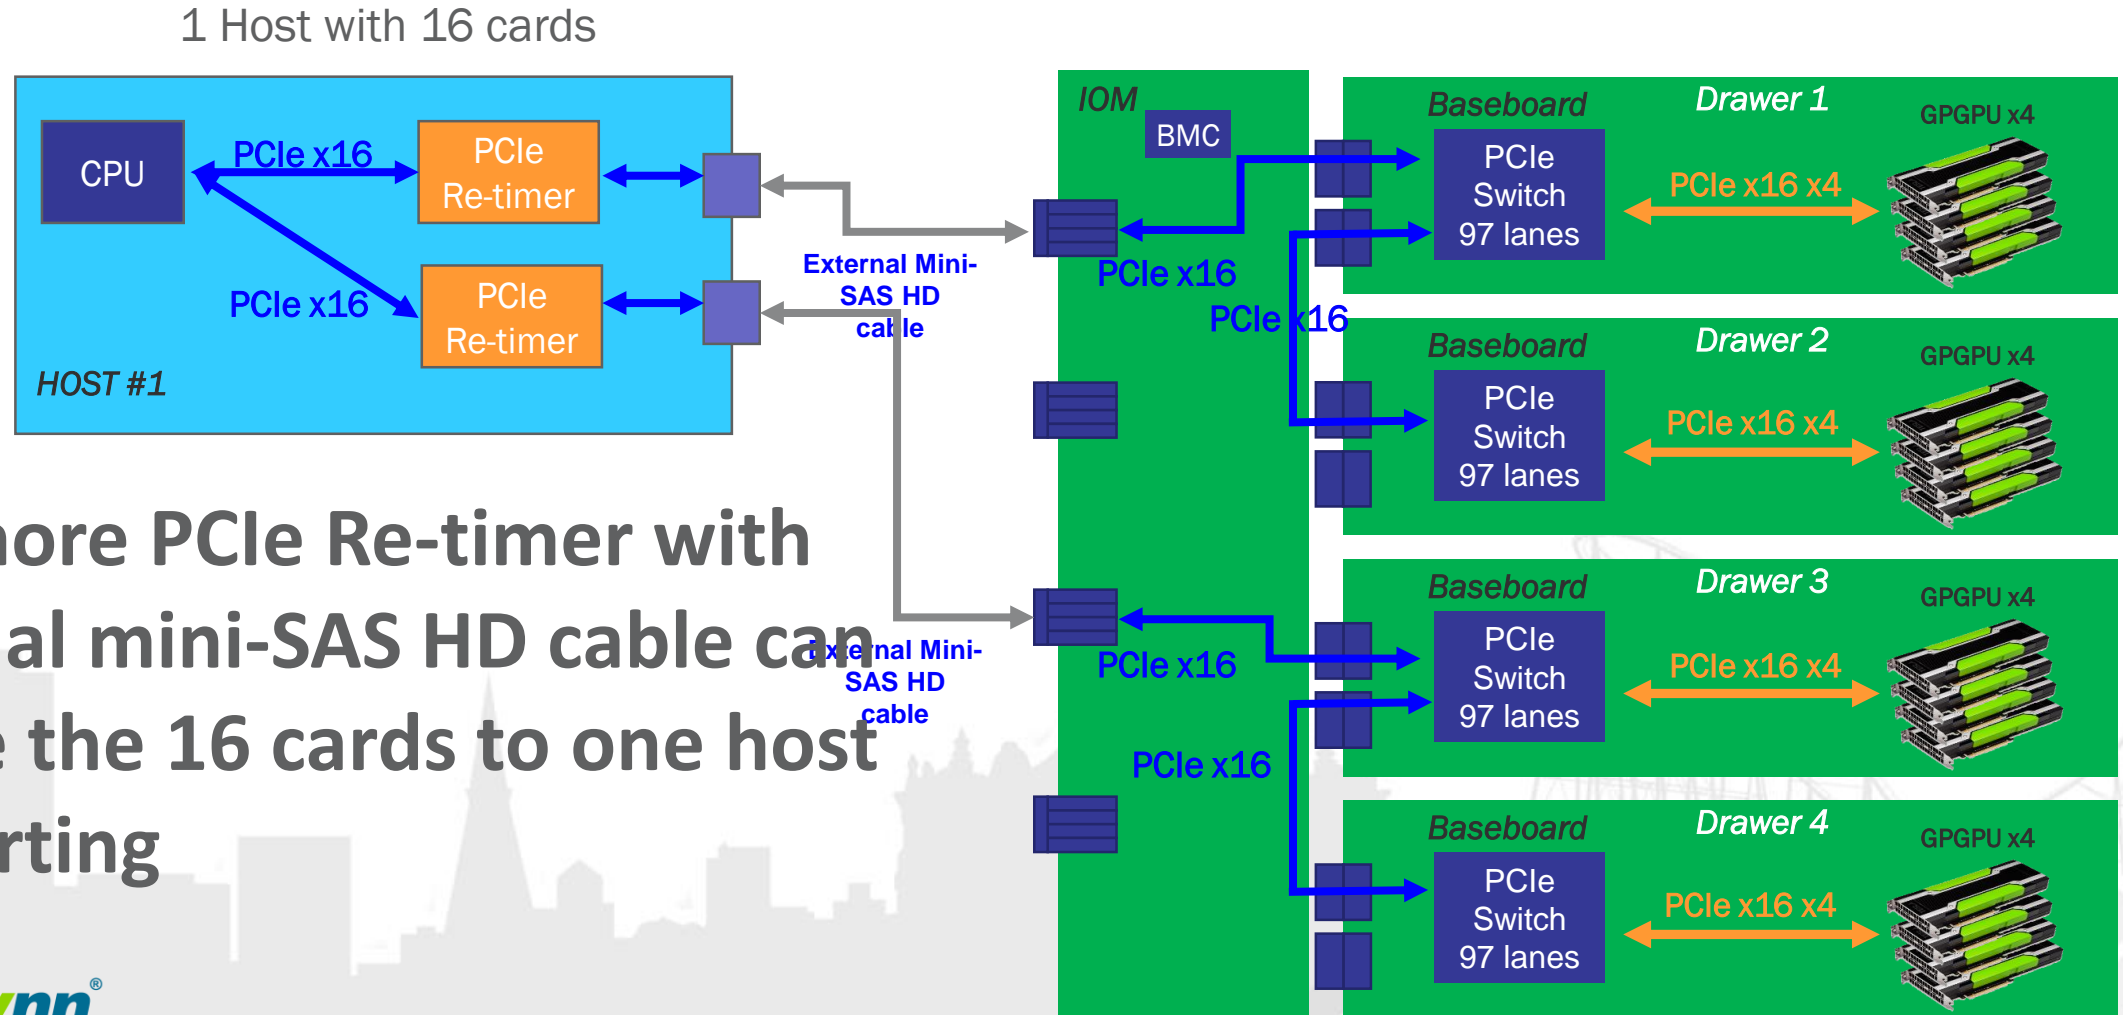 1 Host with 16 cards
CPU
PCIe x16
PCIe
Re-timer
PCIe x16
PCIe
Re-timer
HOST #1
External Mini-
SAS HD
cable
External Mini-
SAS HD
cable
IOM
BMC
PCIe x16
PCIe x16
PCIe x16
PCIe x16
Baseboard
Drawer 1
GPGPU x4
PCIe
Switch
97 lanes
PCIe x16 x4
Baseboard
Drawer 2
GPGPU x4
PCIe
Switch
97 lanes
PCIe x16 x4
Baseboard
Drawer 3
GPGPU x4
PCIe
Switch
97 lanes
PCIe x16 x4
Baseboard
Drawer 4
GPGPU x4
PCIe
Switch
97 lanes
PCIe x16 x4
more PCIe Re-timer with
al mini-SAS HD cable can
e the 16 cards to one host
rting